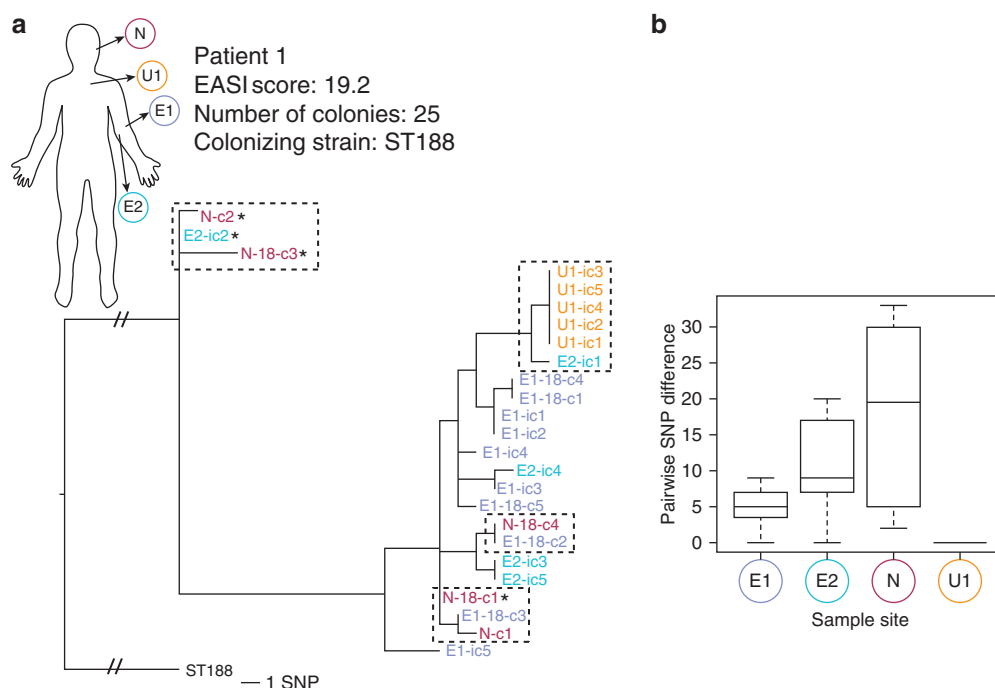 a
N
U1
E1
E2
Patient 1
EASI score: 19.2
Number of colonies: 25
Colonizing strain: ST188
N-c2*
E2-ic2*
N-18-c3*
U1-ic3
U1-ic5
U1-ic4
U1-ic2
U1-ic1
E2-ic1
E1-18-c4
E1-18-c1
E1-ic1
E1-ic2
E1-ic4
E2-ic4
E1-ic3
E1-18-c5
N-18-c4
E1-18-c2
E2-ic3
E2-ic5
N-18-c1*
E1-18-c3
N-c1
E1-ic5
ST188
1 SNP
b
Pairwise SNP difference
30
25
20
15
10
5
0
E1 E2 N U1
Sample site